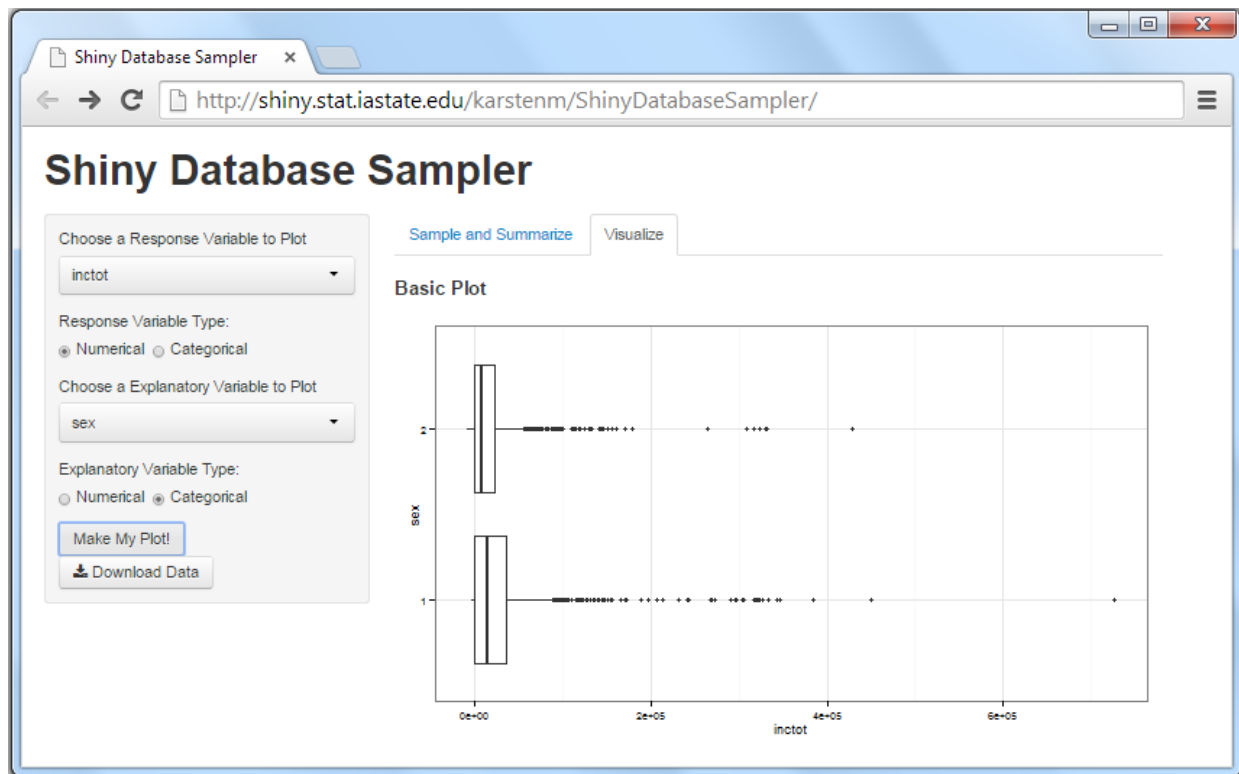 Shiny Database Sampler
http://shiny.stat.iastate.edu/karstenm/ShinyDatabaseSampler/
Shiny Database Sampler
Choose a Response Variable to Plot
inctot
Response Variable Type:
Numerical Categorical
Choose a Explanatory Variable to Plot
sex
Explanatory Variable Type:
Numerical Categorical
Make My Plot!
Download Data
Sample and Summarize Visualize
Basic Plot
2
sex
1
0e+00 2e+05 4e+05 6e+05
inctot